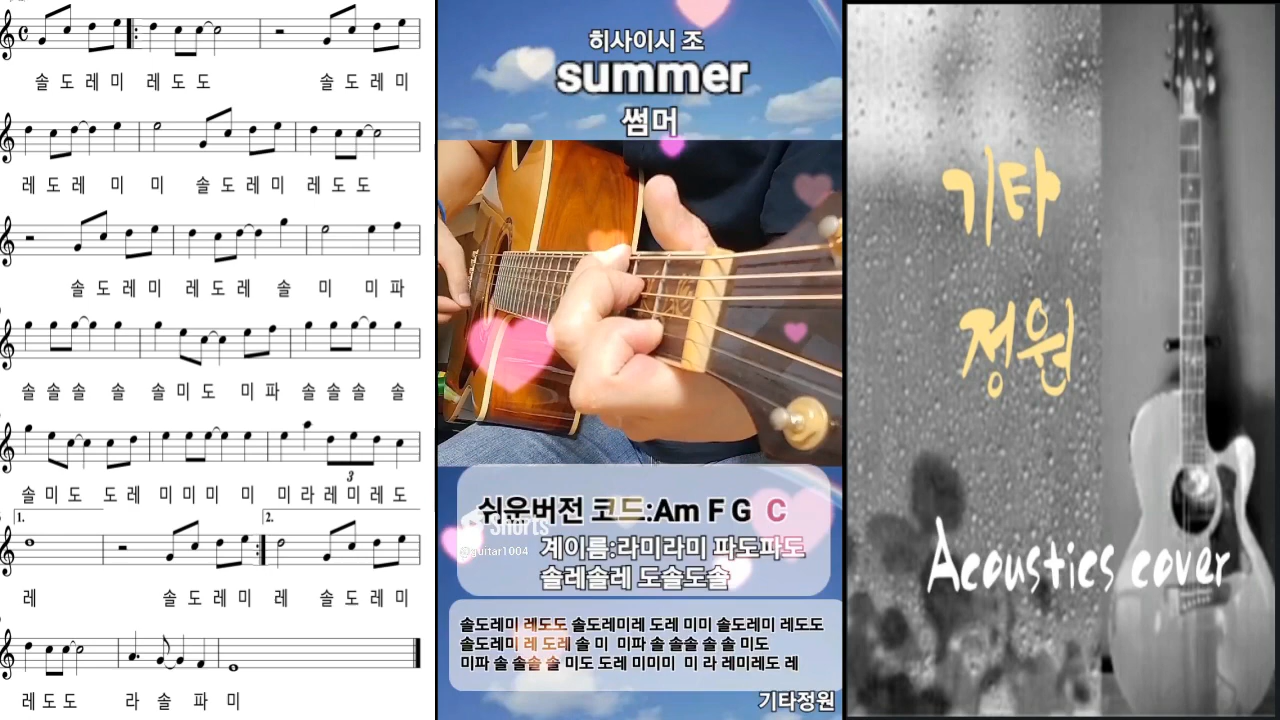 솔 도 레 미 레 도 도 솔 도 레 미
레 도 레 미 미 솔 도 레 미 레 도 도
솔 도 레 미 레 도 레 솔 미 미 파
솔 솔 솔 솔 솔 미 도 미 파 솔 솔 솔 솔
솔 미 도 도 레 미 미 미 미 미 라 레 미 레 도
3
1. 2.
레 솔 도 레 미 레 솔 도 레 미
레 도 도 라 솔 파 미
히사이시 조
summer
썸머
쉬운버전 코드:Am F G C
Shorts
@guitar1004
계이름:라미라미 파도파도
솔레솔레 도솔도솔
솔도레미 레도도 솔도레미레 도레 미미 솔도레미 레도도
솔도레미 레 도레 솔 미 미파 솔 솔솔 솔 솔 미도
미파 솔 솔솔 솔 미도 도레 미미미 미 라 레미레도 레
기타정원
기타
정원
Acoustics cover